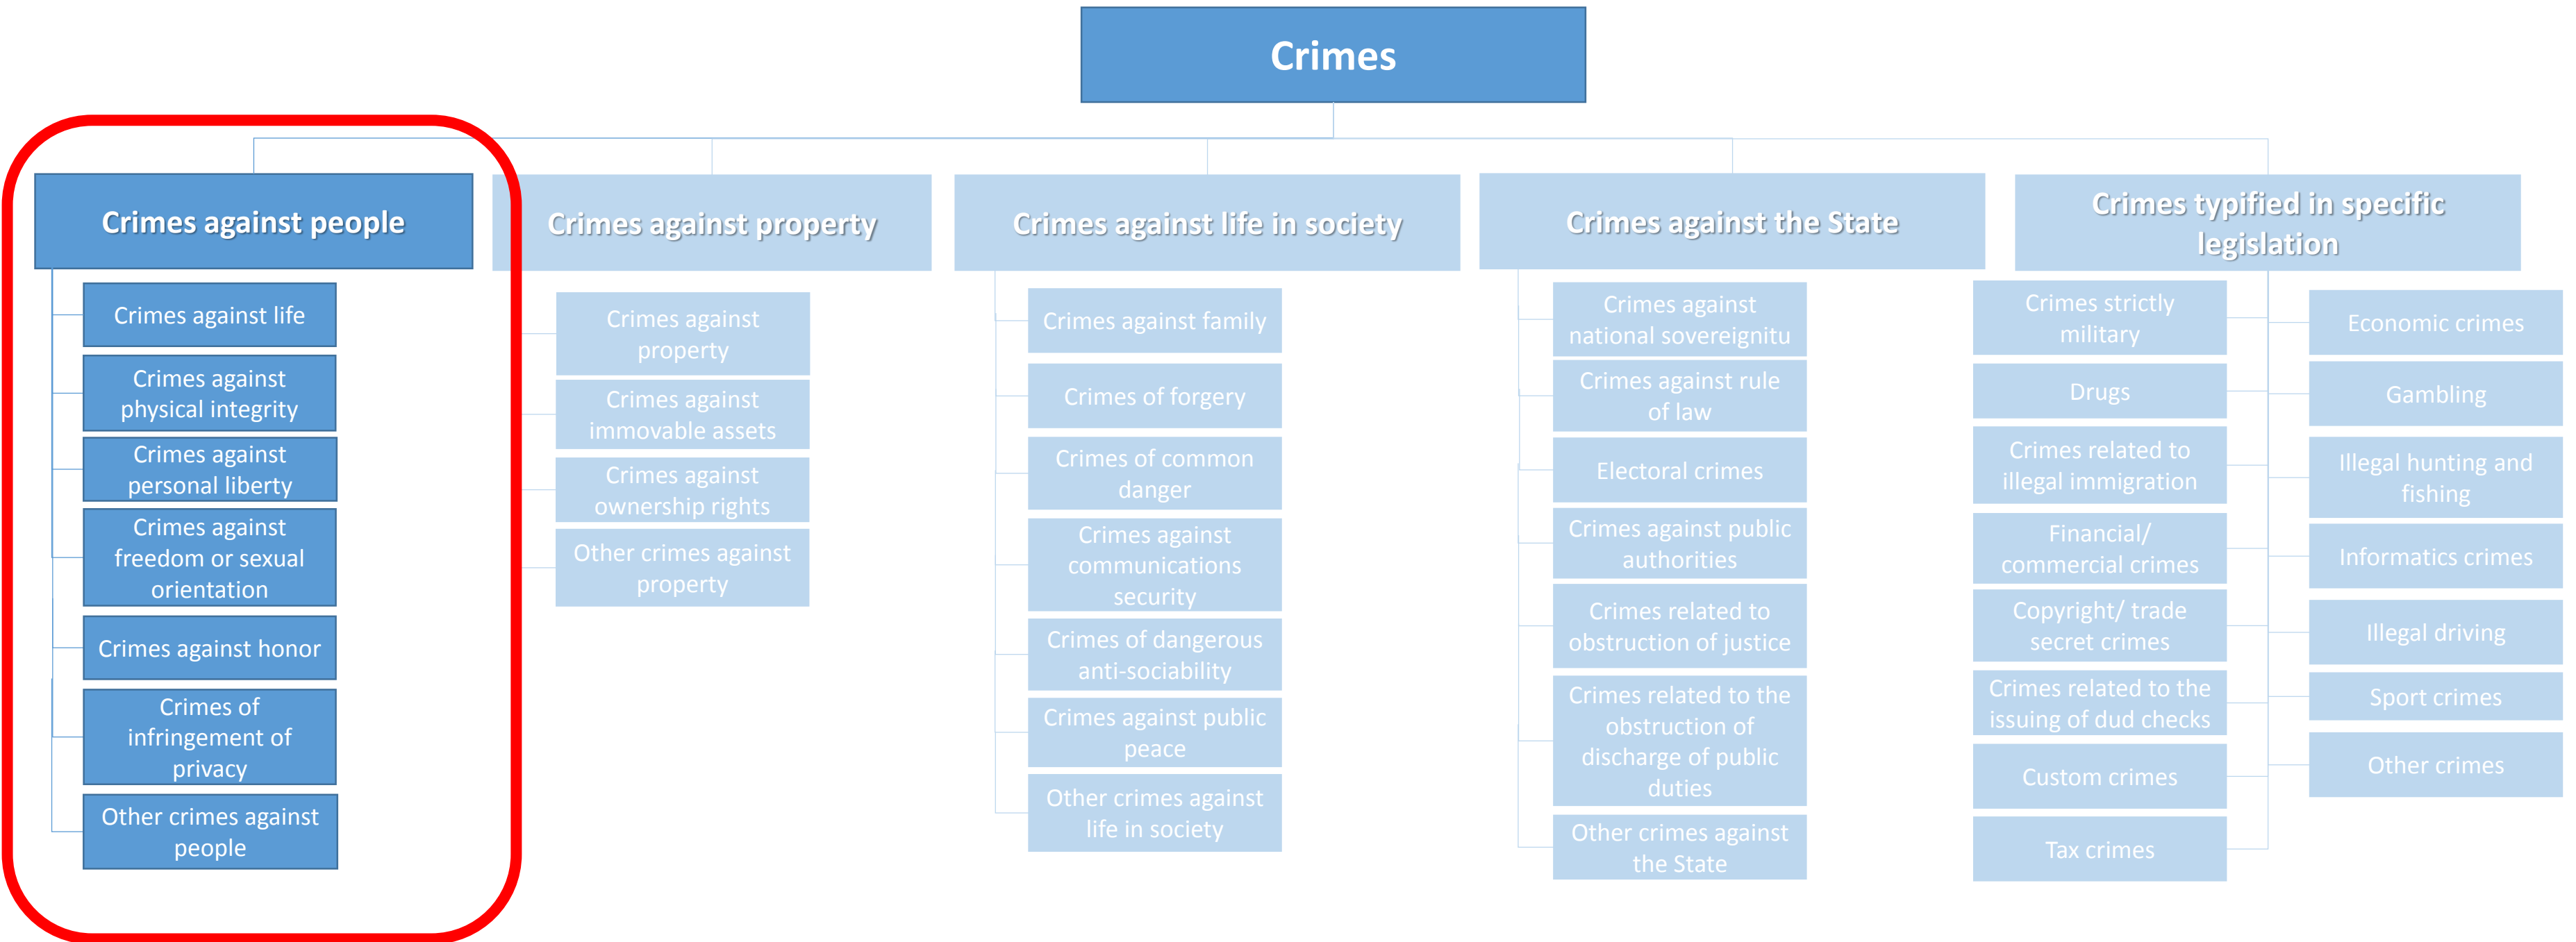 Crimes
Crimes against people
Crimes against life
Crimes against
physical integrity
Crimes against
personal liberty
Crimes against
freedom or sexual
orientation
Crimes against honor
Crimes of
infringement of
privacy
Other crimes against
people
Crimes against property
Crimes against
property
Crimes against
immovable assets
Crimes against
ownership rights
Other crimes against
property
Crimes against life in society
Crimes against family
Crimes of forgery
Crimes of common
danger
Crimes against
communications
security
Crimes of dangerous
anti-sociability
Crimes against public
peace
Other crimes against
life in society
Crimes against the State
Crimes against
national sovereignitu
Crimes against rule
of law
Electoral crimes
Crimes against public
authorities
Crimes related to
obstruction of justice
Crimes related to the
obstruction of
discharge of public
duties
Other crimes against
the State
Crimes typified in specific
legislation
Crimes strictly
military
Drugs
Crimes related to
illegal immigration
Financial/
commercial crimes
Copyright/ trade
secret crimes
Crimes related to the
issuing of dud checks
Custom crimes
Tax crimes
Economic crimes
Gambling
Illegal hunting and
fishing
Informatics crimes
Illegal driving
Sport crimes
Other crimes